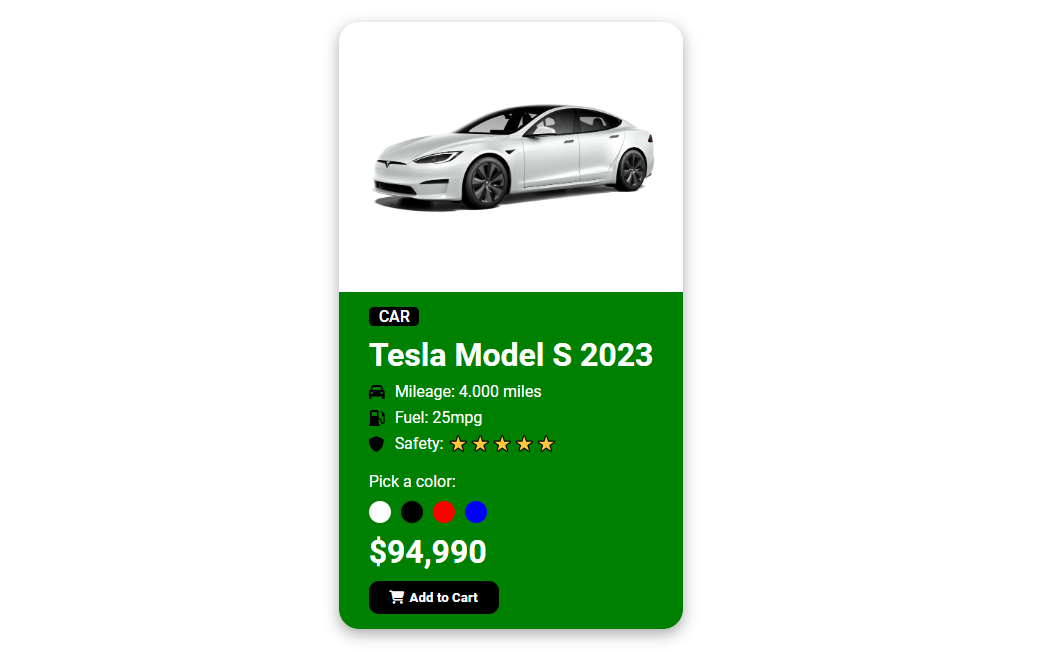 CAR
Tesla Model S 2023
Mileage: 4.000 miles
Fuel: 25mpg
Safety:
Pick a color:
$94,990
Add to Cart